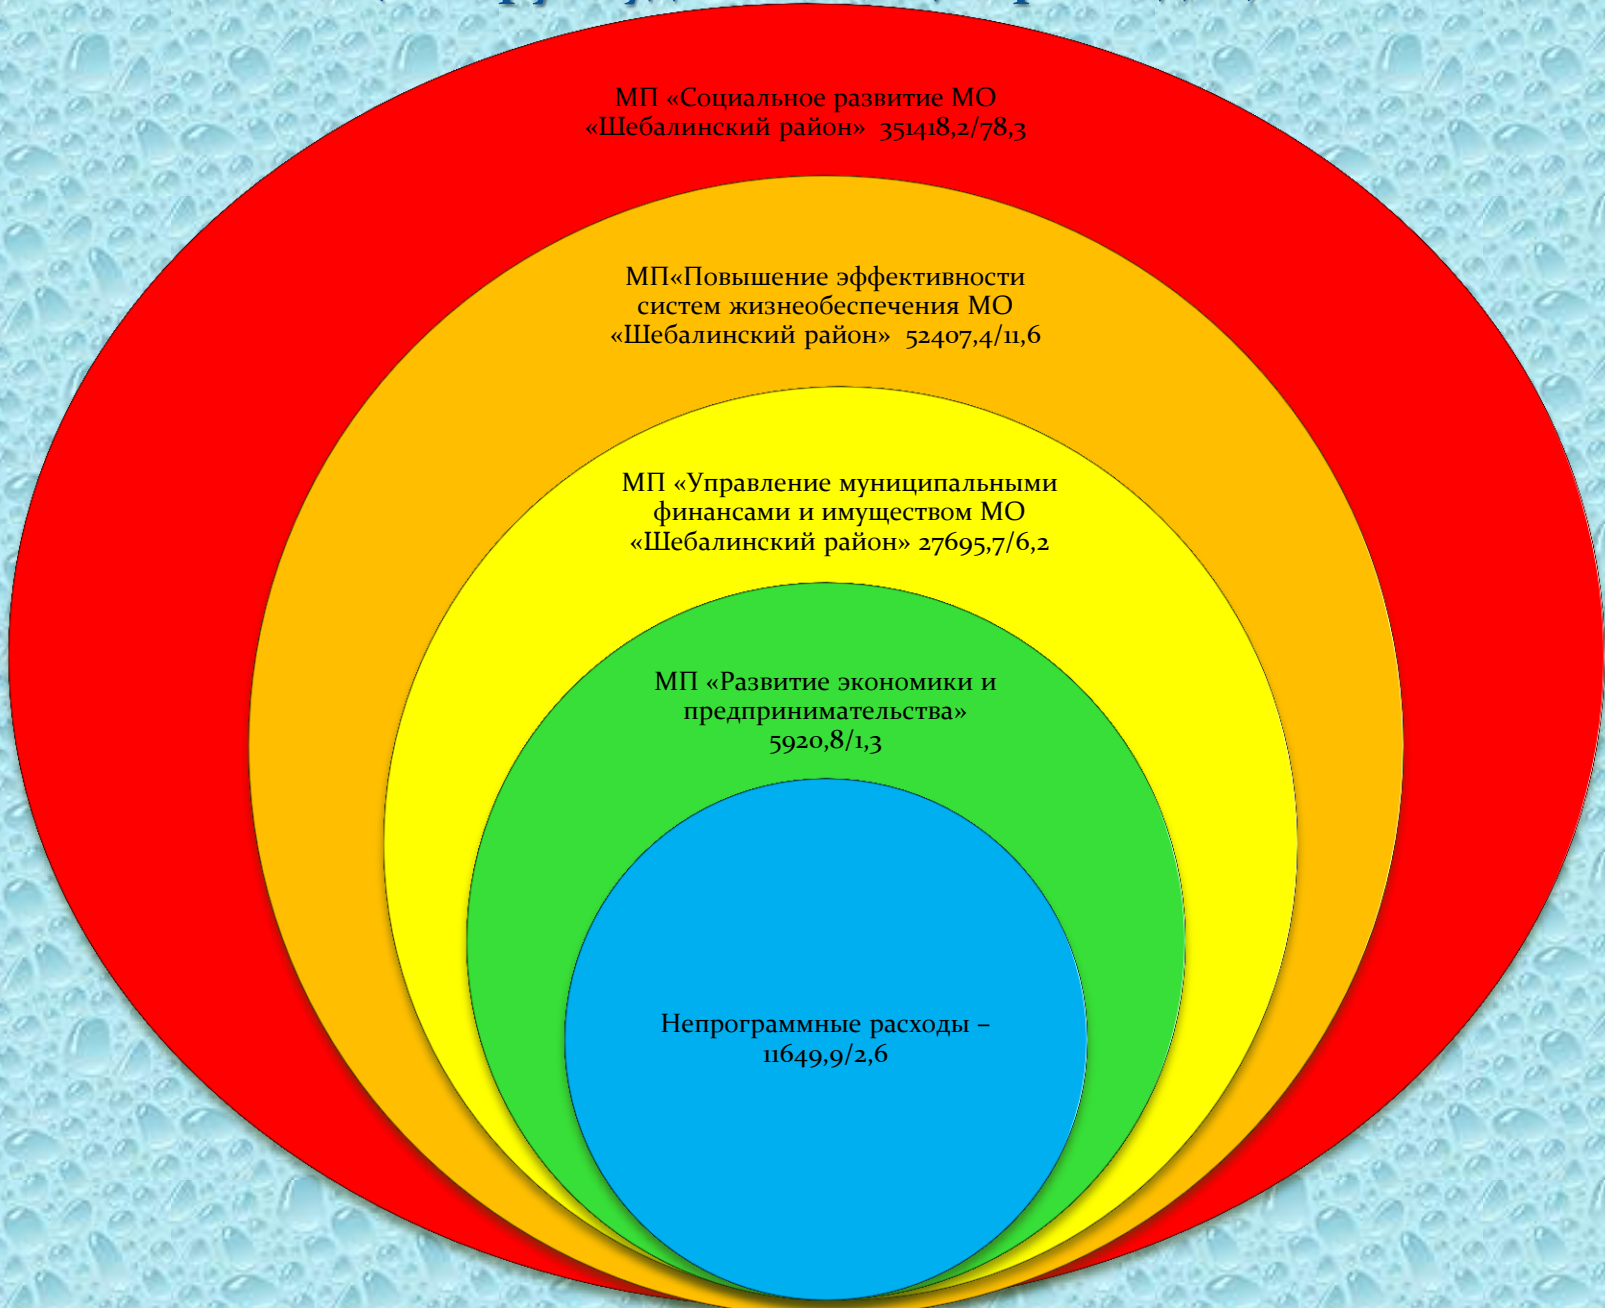 МП «Социальное развитие МО
«Шебалинский район» 351418,2/78,3
МП«Повышение эффективности
систем жизнеобеспечения МО
«Шебалинский район» 52407,4/11,6
МП «Управление муниципальными
финансами и имуществом МО
«Шебалинский район» 27695,7/6,2
МП «Развитие экономики и
предпринимательства»
5920,8/1,3
Непрограммные расходы –
11649,9/2,6